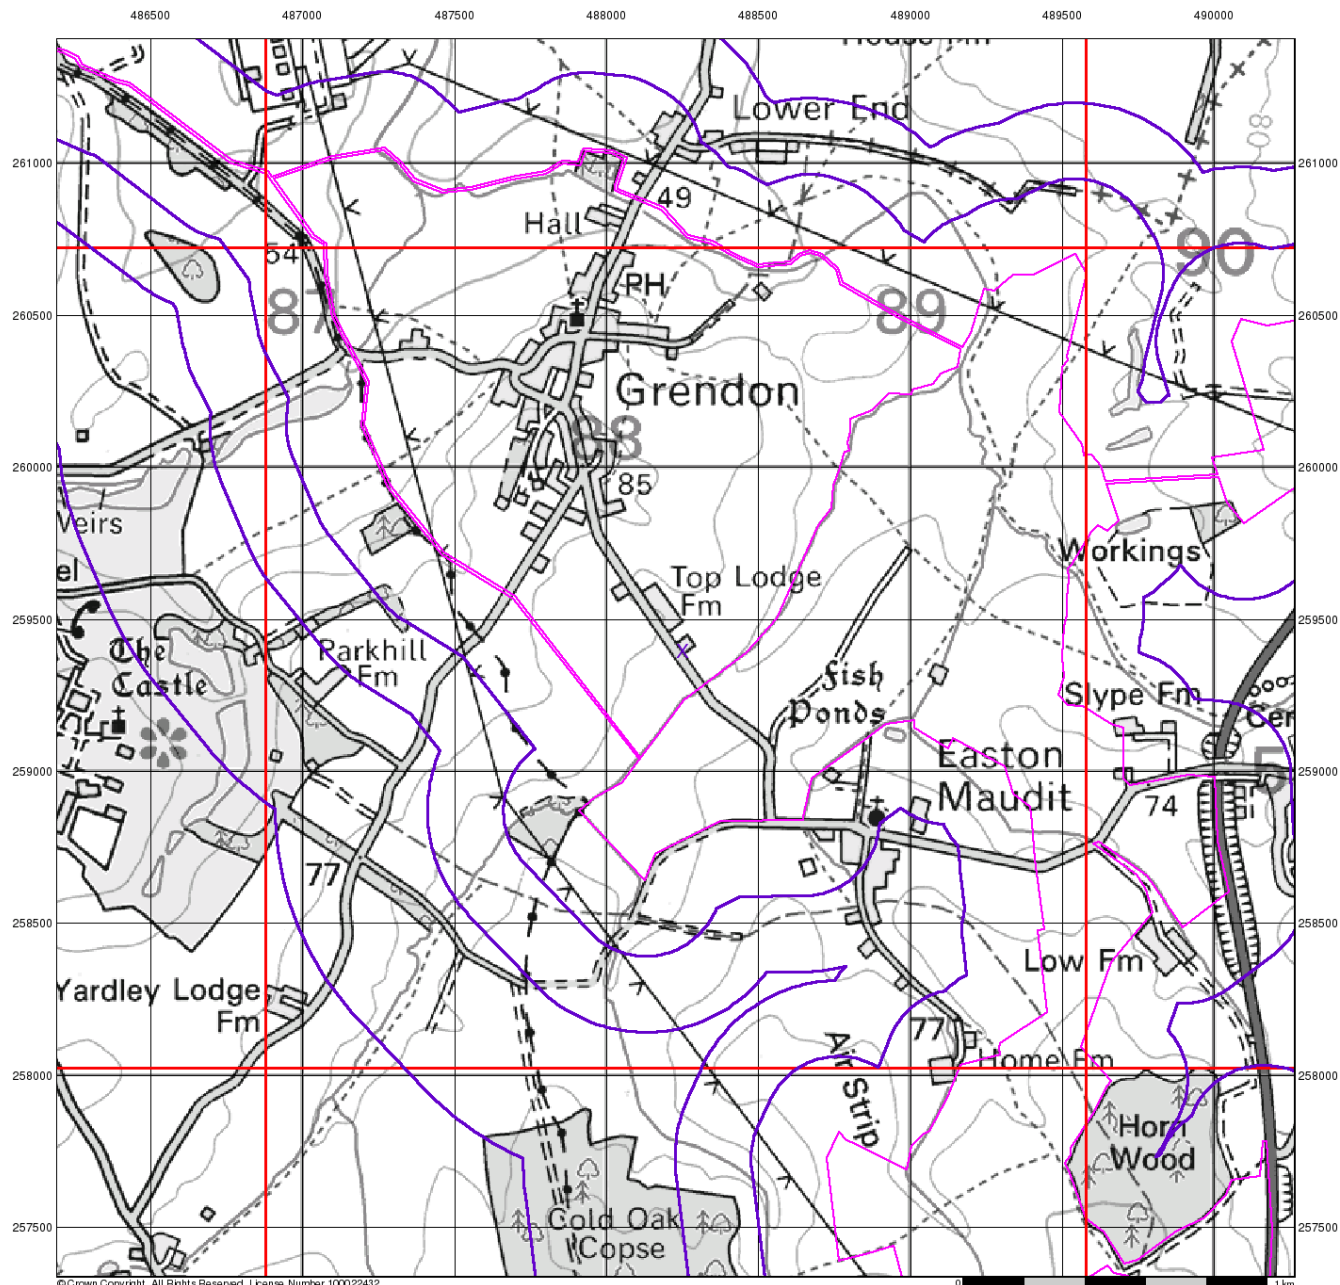 486500 487000 487500 488000 488500 489000 489500 490000
Lower End
80
261000 261000
49
Hall
54
PH
90
87
89
260500 260500
Grendon
88
85
260000 260000
Weirs
Workings
el
Top Lodge
Fm
259500 259500
The
Castle
Parkhill
Fm
Fish
Ponds
Slype Fm
Cer
Easton
Maudit
259000 259000
5
74
77
258500 258500
Low Fm
Yardley Lodge
Fm
77
Air Strip
Home Fm
258000 258000
Horn
Wood
257500 257500
Cold Oak
Copse
© Crown Copyright. All Rights Reserved. License Number 100022432
0 1 km